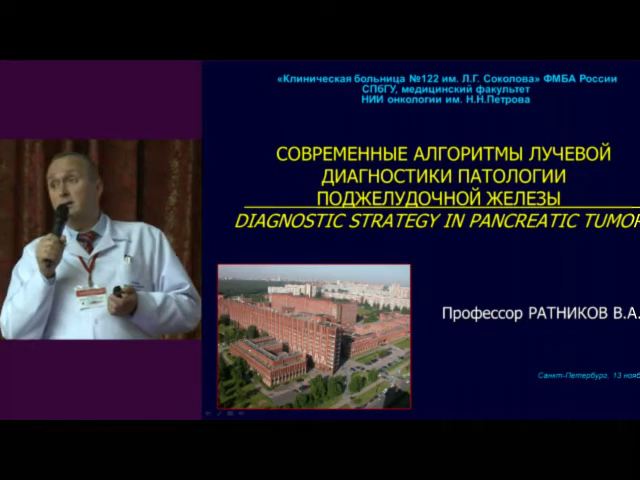 «Клиническая больница №122 им. Л.Г. Соколова» ФМБА России
СПбГУ, медицинский факультет
НИИ онкологии им. Н.Н.Петрова
СОВРЕМЕННЫЕ АЛГОРИТМЫ ЛУЧЕВОЙ
ДИАГНОСТИКИ ПАТОЛОГИИ
ПОДЖЕЛУДОЧНОЙ ЖЕЛЕЗЫ
DIAGNOSTIC STRATEGY IN PANCREATIC TUMOR
Профессор РАТНИКОВ В.А.
Санкт-Петербург, 13 нояб